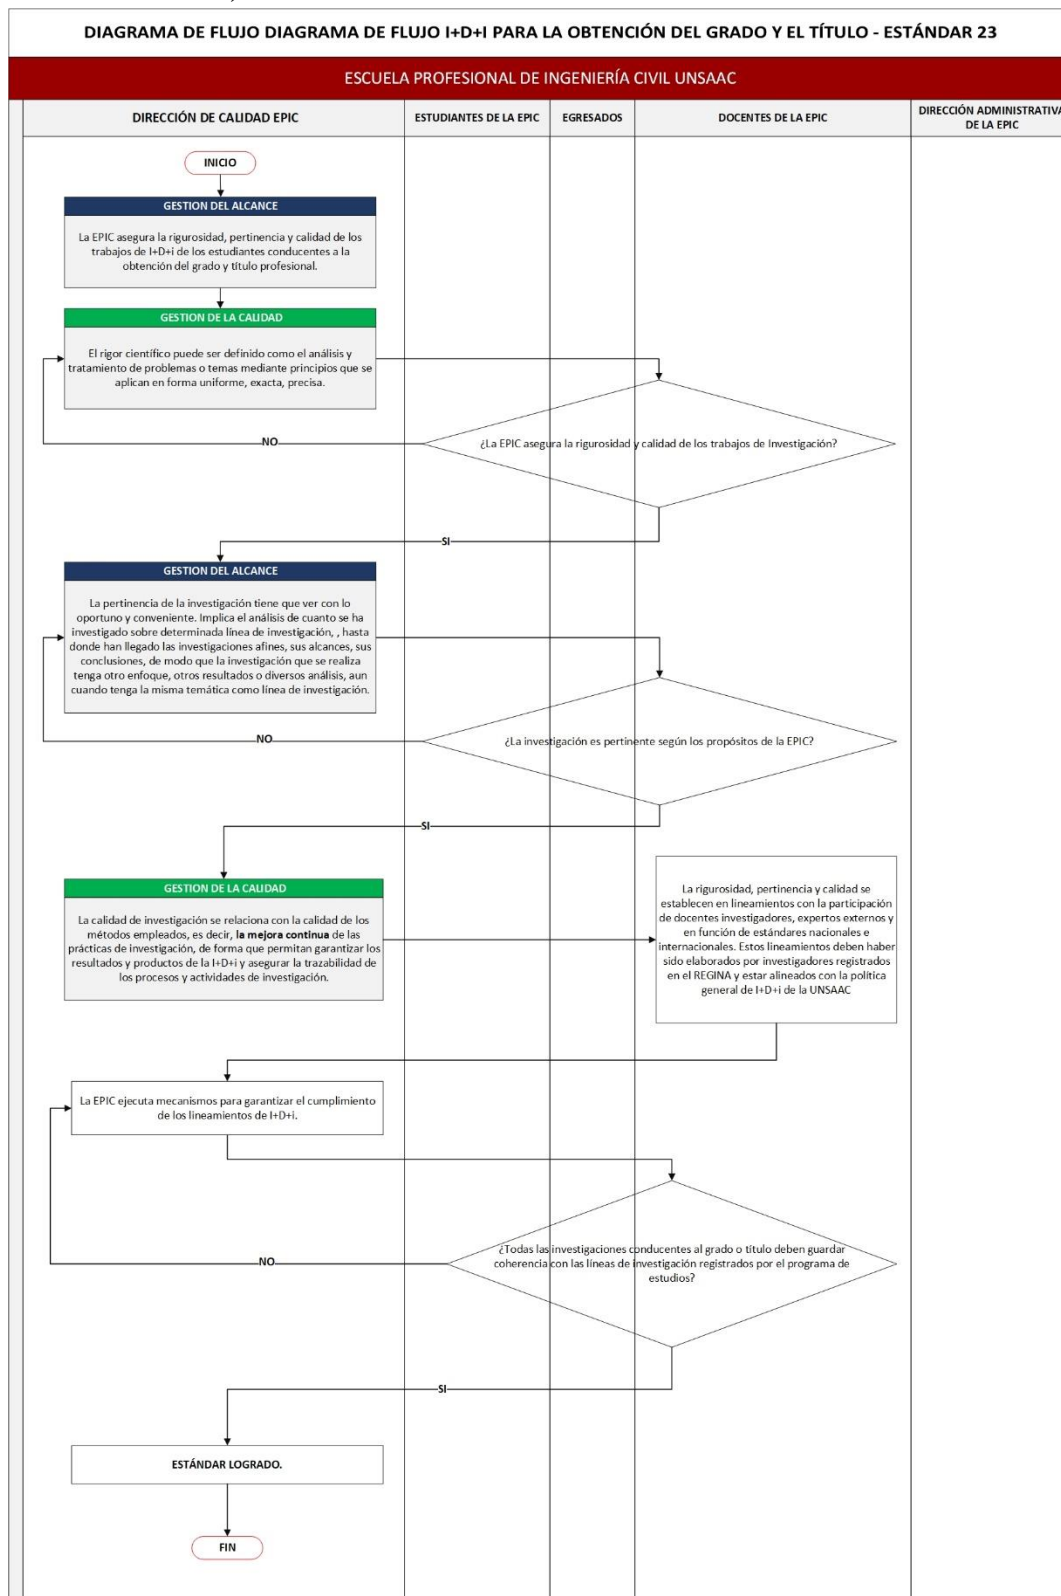 DIAGRAMA DE FLUJO DIAGRAMA DE FLUJO I+D+I PARA LA OBTENCIÓN DEL GRADO Y EL TÍTULO - ESTÁNDAR 23
ESCUELA PROFESIONAL DE INGENIERÍA CIVIL UNSAAC
DIRECCIÓN DE CALIDAD EPIC
ESTUDIANTES DE LA EPIC
EGRESADOS
DOCENTES DE LA EPIC
DIRECCIÓN ADMINISTRATIVA
DE LA EPIC
INICIO
GESTION DEL ALCANCE
La EPIC asegura la rigurosidad, pertinencia y calidad de los
trabajos de I+D+i de los estudiantes conducentes a la
obtención del grado y título profesional.
GESTION DE LA CALIDAD
El rigor científico puede ser definido como el análisis y
tratamiento de problemas o temas mediante principios que se
aplican en forma uniforme, exacta, precisa.
¿La EPIC asegura la rigurosidad y calidad de los trabajos de Investigación?
NO
SI
GESTION DEL ALCANCE
La pertinencia de la investigación tiene que ver con lo
oportuno y conveniente. Implica el análisis de cuanto se ha
investigado sobre determinada línea de investigación, , hasta
donde han llegado las investigaciones afines, sus alcances, sus
conclusiones, de modo que la investigación que se realiza
tenga otro enfoque, otros resultados o diversos análisis, aun
cuando tenga la misma temática como línea de investigación.
¿La investigación es pertinente según los propósitos de la EPIC?
NO
SI
GESTION DE LA CALIDAD
La calidad de investigación se relaciona con la calidad de los
métodos empleados, es decir, la mejora continua de las
prácticas de investigación, de forma que permitan garantizar los
resultados y productos de la I+D+i y asegurar la trazabilidad de
los procesos y actividades de investigación.
La rigurosidad, pertinencia y calidad se
establecen en lineamientos con la participación
de docentes investigadores, expertos externos y
en función de estándares nacionales e
internacionales. Estos lineamientos deben haber
sido elaborados por investigadores registrados
en el REGINA y estar alineados con la política
general de I+D+i de la UNSAAC
La EPIC ejecuta mecanismos para garantizar el cumplimiento
de los lineamientos de I+D+i.
¿Todas las investigaciones conducentes al grado o título deben guardar
coherencia con las líneas de investigación registrados por el programa de
estudios?
NO
SI
ESTÁNDAR LOGRADO.
FIN